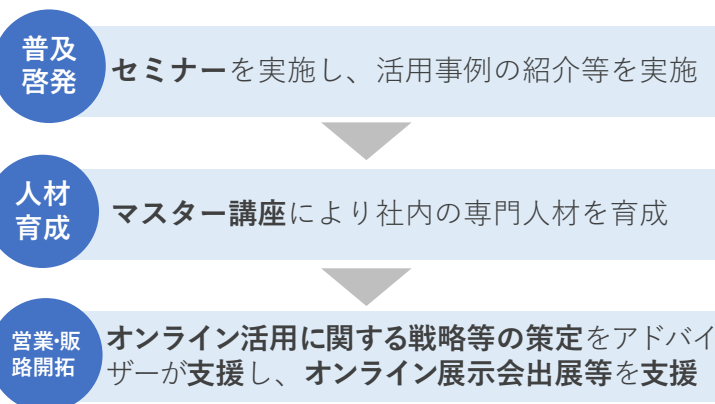 普及
啓発
セミナーを実施し、活用事例の紹介等を実施
人材
育成
マスター講座により社内の専門人材を育成
営業・販
路開拓
オンライン活用に関する戦略等の策定をアドバイ
ザーが支援し、オンライン展示会出展等を支援